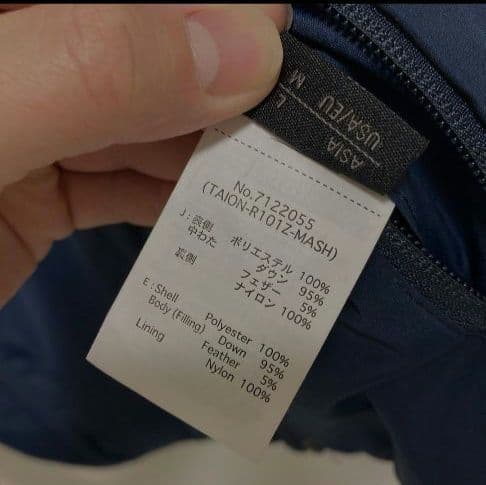 ASIA L
USA/EU M
No.7122055
(TAION-R101Z-MASH)
J : 表側 ポリエステル 100%
中わた ダウン 95%
フェザー 5%
裏側 ナイロン 100%
E : Shell Polyester 100%
Body (Filling) Down 95%
Feather 5%
Lining Nylon 100%